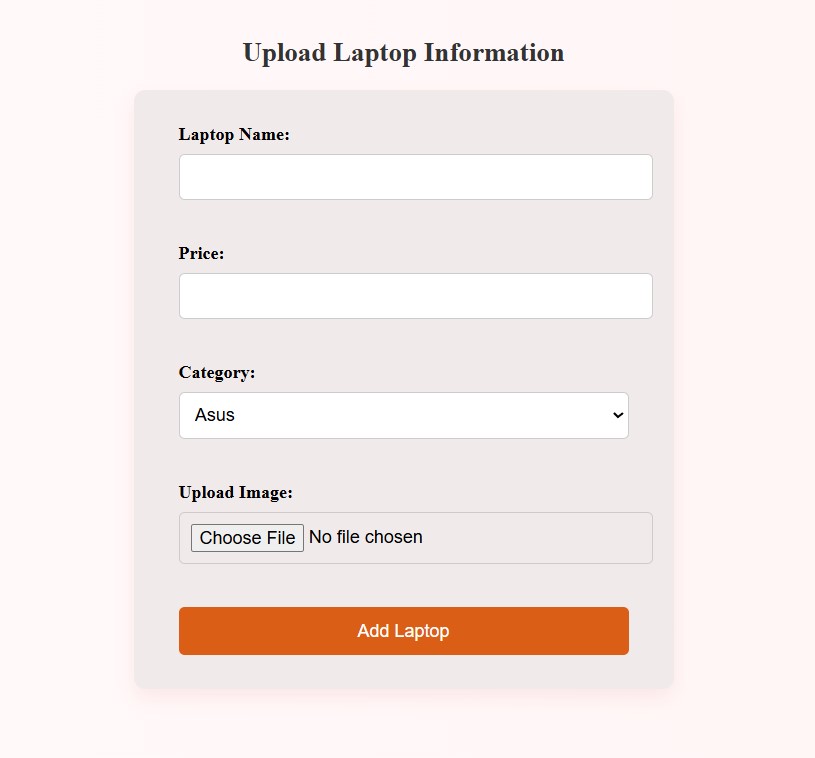 Upload Laptop Information
Laptop Name:
Price:
Category:
Asus
Upload Image:
Choose File No file chosen
Add Laptop